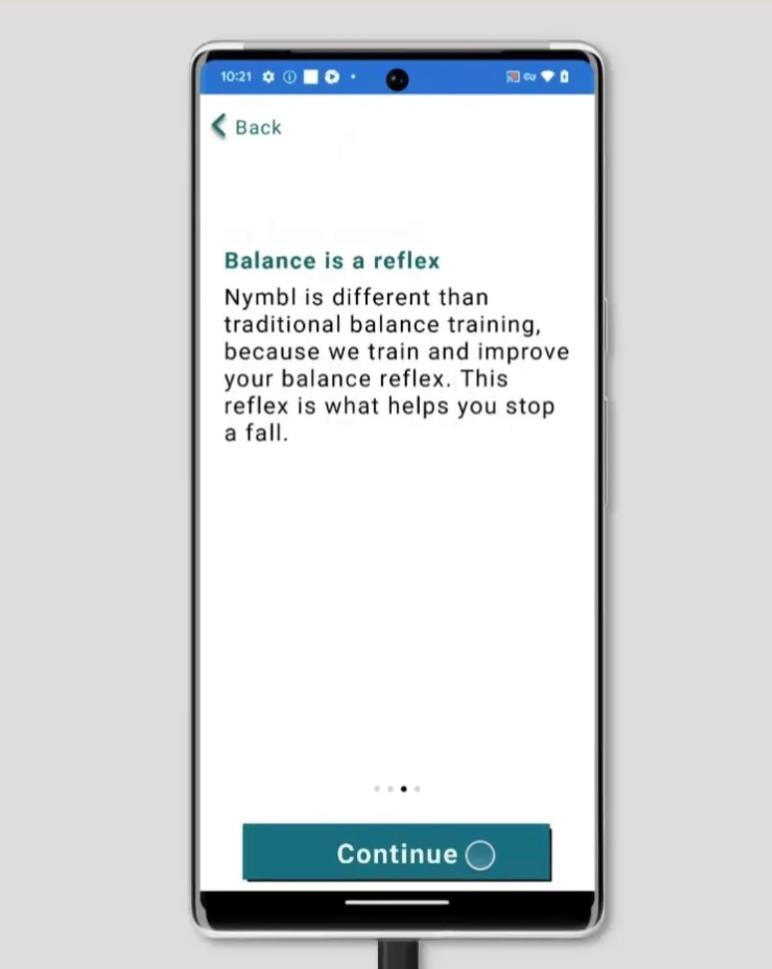 10:21
Back
Balance is a reflex
Nymbl is different than
traditional balance training,
because we train and improve
your balance reflex. This
reflex is what helps you stop
a fall.
Continue